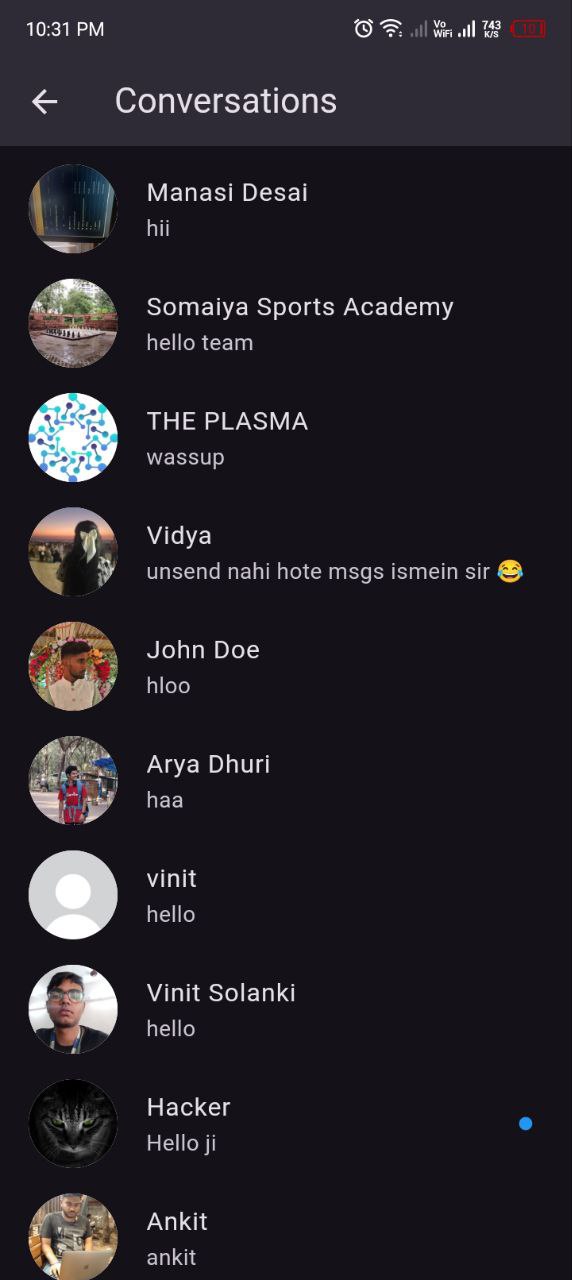 10:31 PM
Vo
WiFi
743
K/S
10
Conversations
Manasi Desai
hii
Somaiya Sports Academy
hello team
THE PLASMA
wassup
Vidya
unsend nahi hote msgs ismein sir 😂
John Doe
hloo
Arya Dhuri
haa
vinit
hello
Vinit Solanki
hello
Hacker
Hello ji
Ankit
ankit